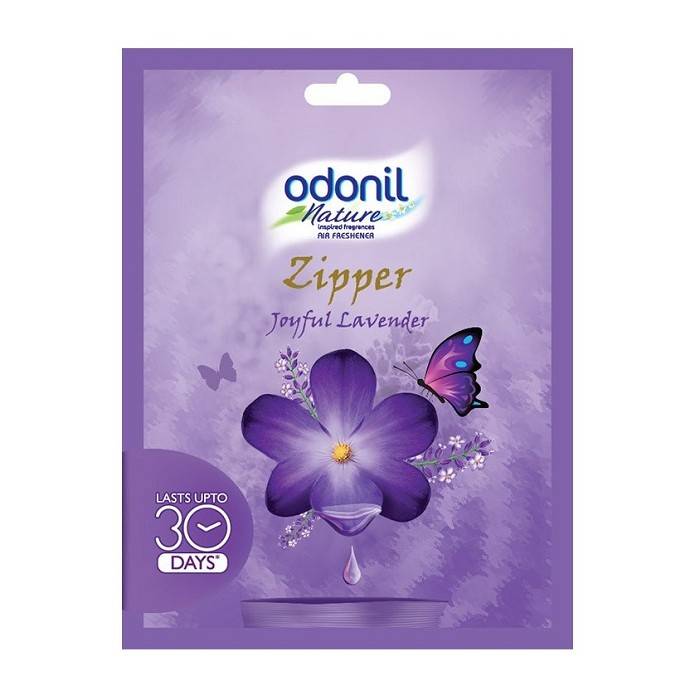 odonil
Nature
inspired fragrances
AIR FRESHENER
Zipper
Joyful Lavender
LASTS UPTO
30
DAYS*